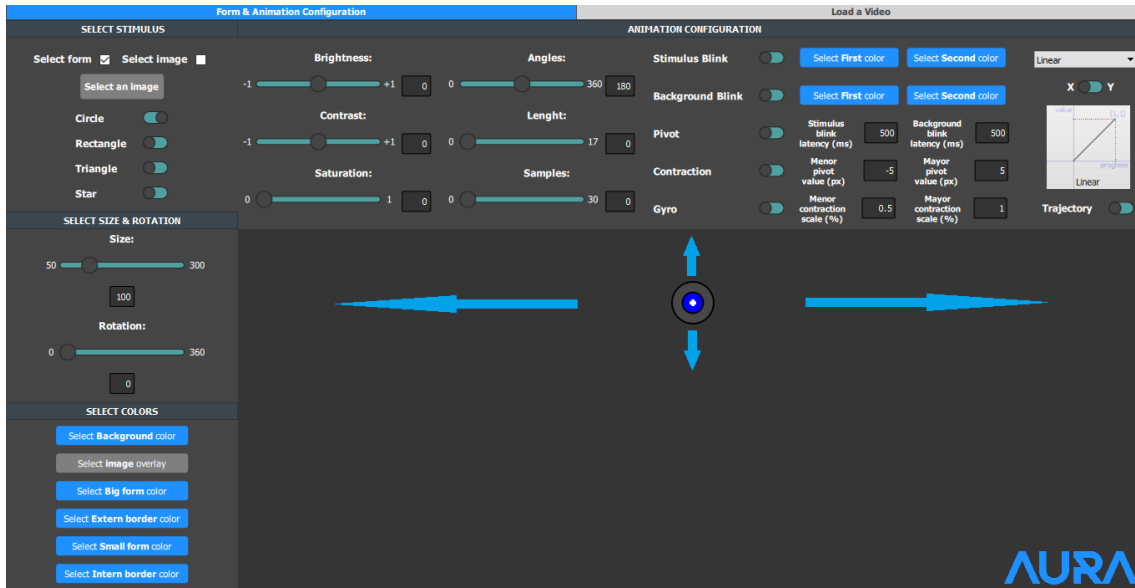 Form & Animation Configuration
Load a Video
SELECT STIMULUS
Select form Select image
Select an image
Circle
Rectangle
Triangle
Star
SELECT SIZE & ROTATION
Size:
50 300
100
Rotation:
0 360
0
SELECT COLORS
Select Background color
Select image overlay
Select Big form color
Select Extern border color
Select Small form color
Select Intern border color
ANIMATION CONFIGURATION
Brightness:
-1 +1 0
Contrast:
-1 +1 0
Saturation:
0 1 0
Angles:
0 360 180
Lenght:
0 17 0
Samples:
0 30 0
Stimulus Blink
Select First color Select Second color
Background Blink
Select First color Select Second color
Pivot
Stimulus
blink
latency (ms)
500
Background
blink
latency (ms)
500
Contraction
Menor
pivot
value (px)
-5
Mayor
pivot
value (px)
5
Gyro
Menor
contraction
scale (%)
0.5
Mayor
contraction
scale (%)
1
Linear
X Y
value
(1,1)
progress
Linear
Trajectory
AURA